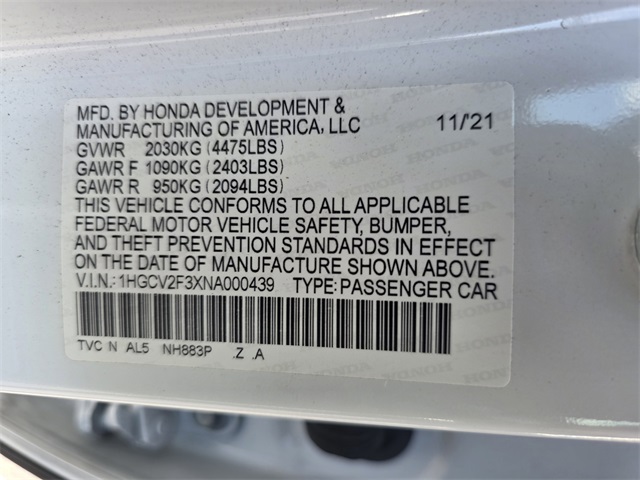 MFD. BY HONDA DEVELOPMENT &
MANUFACTURING OF AMERICA, LLC 11/'21
GVWR 2030KG (4475LBS)
GAWR F 1090KG (2403LBS)
GAWR R 950KG (2094LBS)
THIS VEHICLE CONFORMS TO ALL APPLICABLE
FEDERAL MOTOR VEHICLE SAFETY, BUMPER,
AND THEFT PREVENTION STANDARDS IN EFFECT
ON THE DATE OF MANUFACTURE SHOWN ABOVE.
V.I.N.: 1HGCV2F3XNA000439 TYPE: PASSENGER CAR
TVC N AL5 NH883P .Z .A